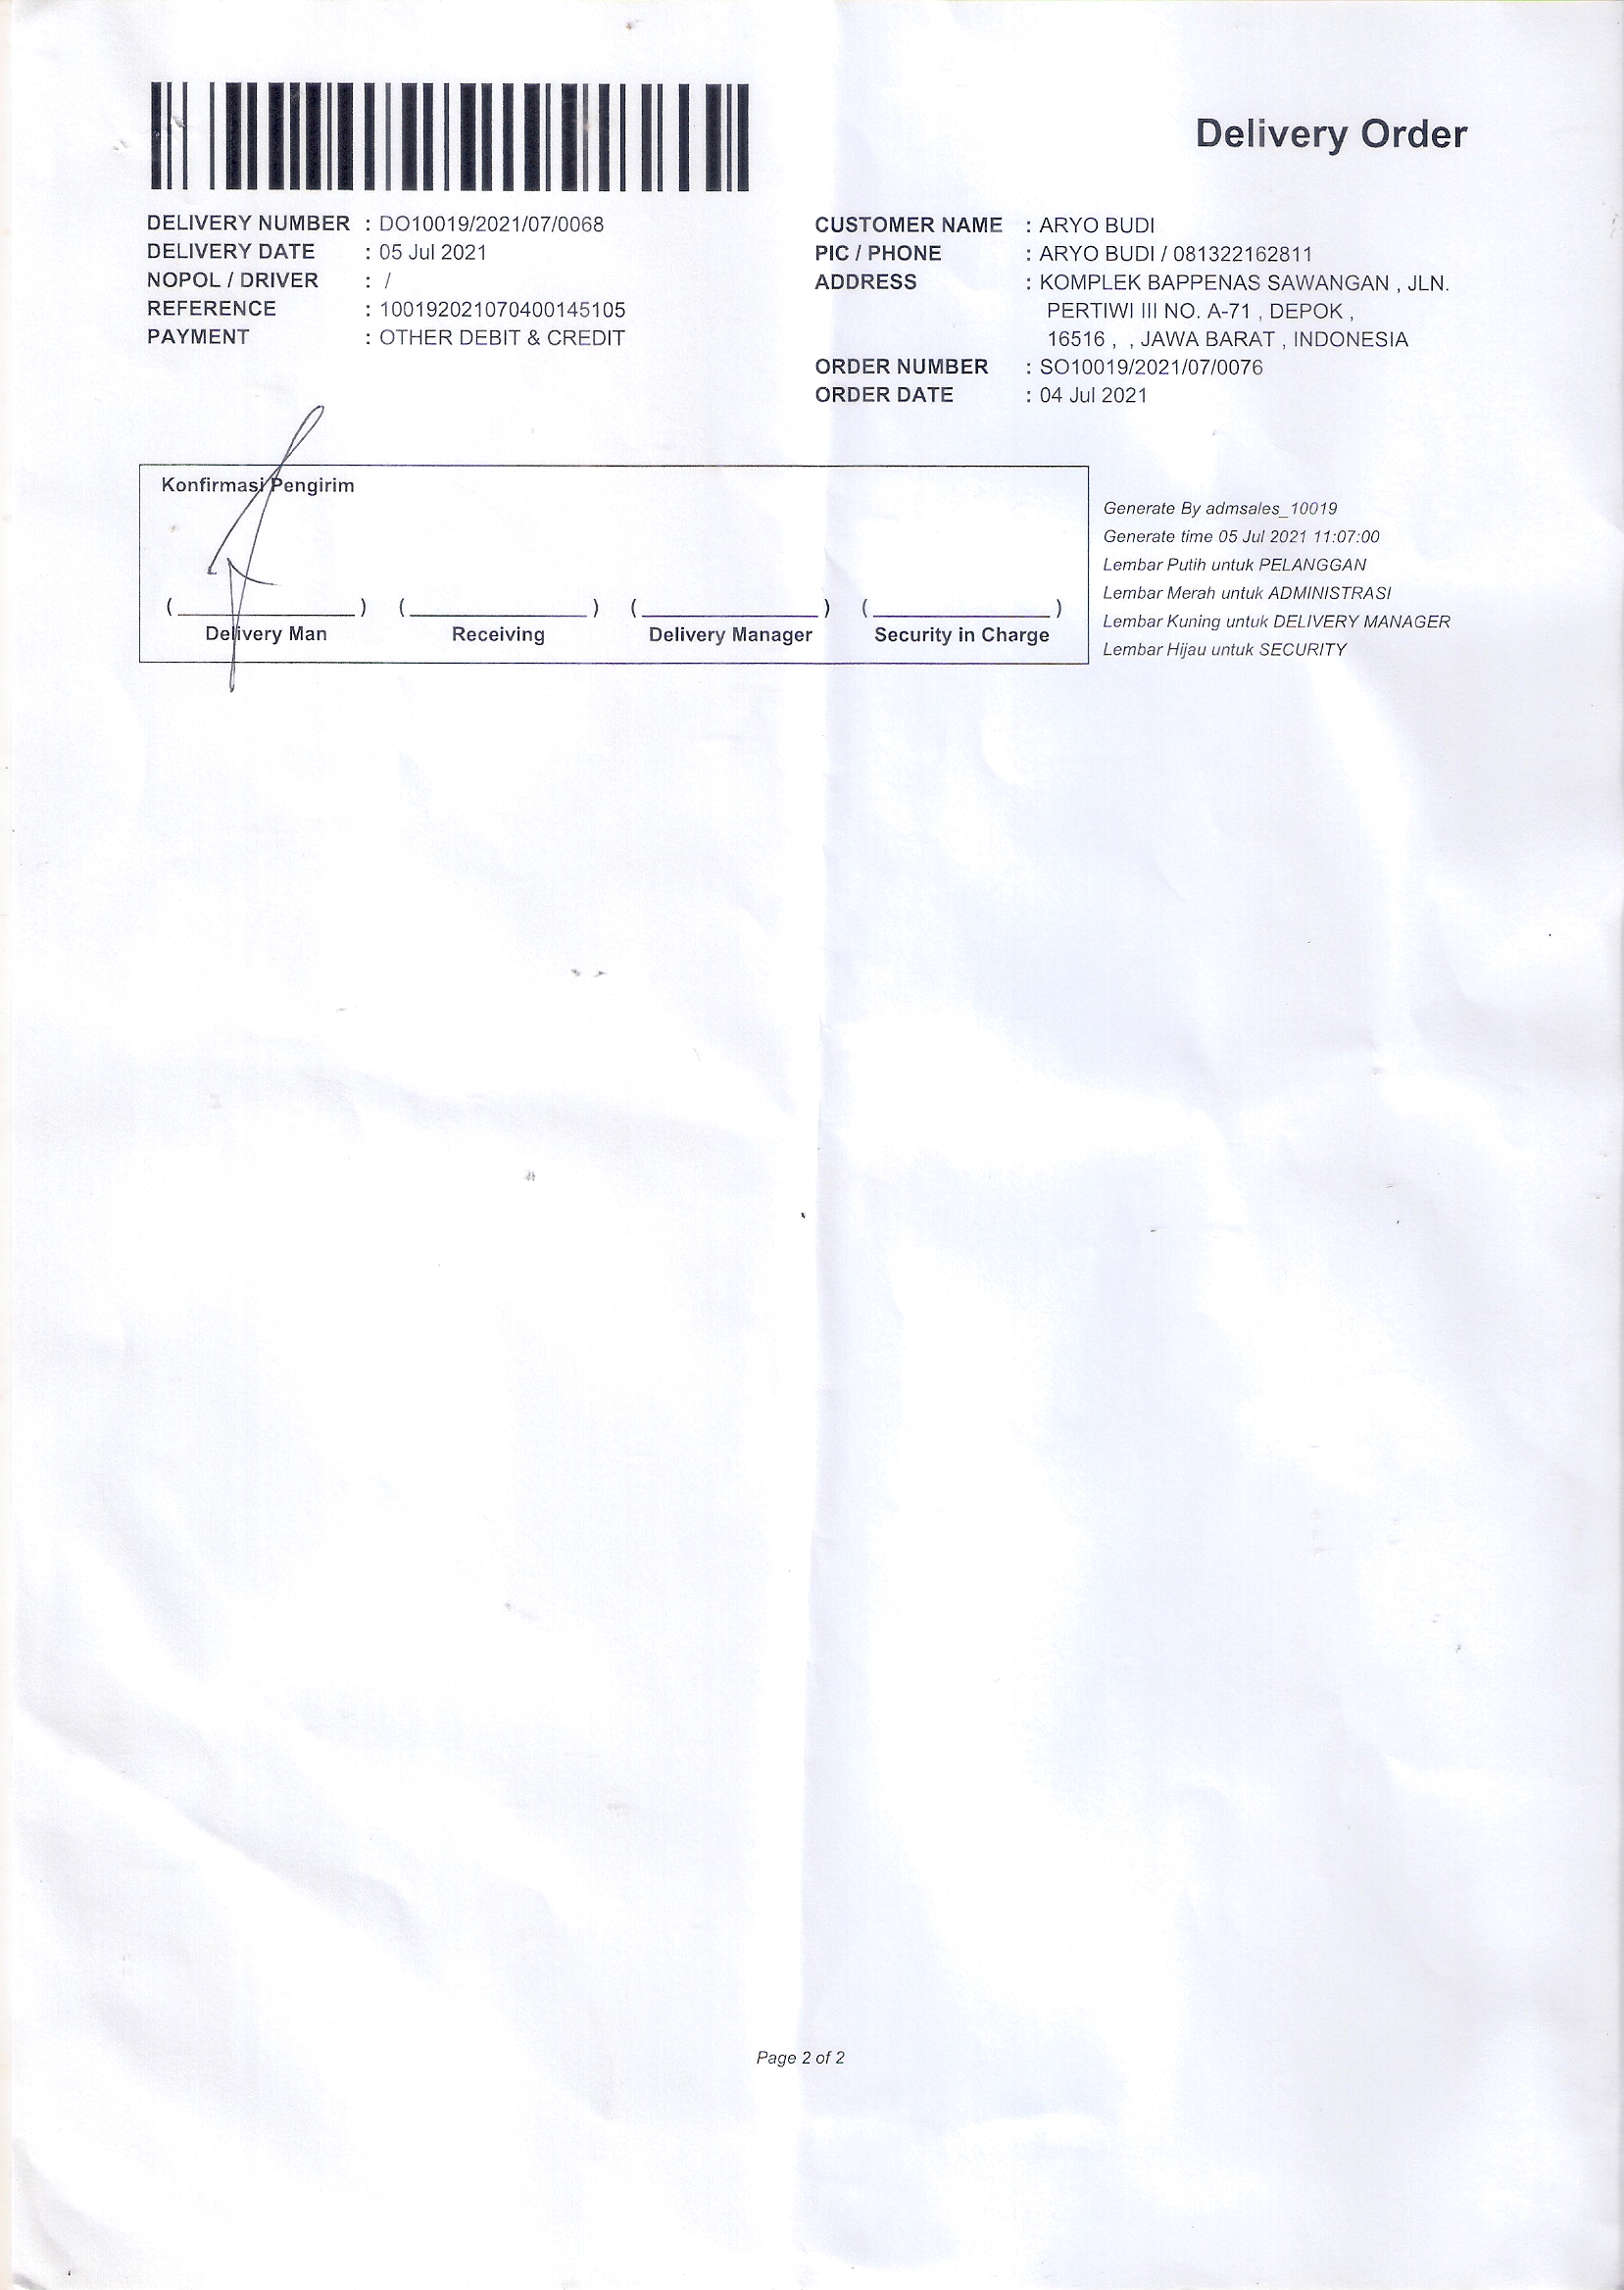 Delivery Order
DELIVERY NUMBER : DO10019/2021/07/0068
DELIVERY DATE : 05 Jul 2021
NOPOL / DRIVER : /
REFERENCE : 100192021070400145105
PAYMENT : OTHER DEBIT & CREDIT
CUSTOMER NAME : ARYO BUDI
PIC / PHONE : ARYO BUDI / 081322162811
ADDRESS : KOMPLEK BAPPENAS SAWANGAN , JLN.
PERTIWI III NO. A-71 , DEPOK ,
16516 , , JAWA BARAT , INDONESIA
ORDER NUMBER : SO10019/2021/07/0076
ORDER DATE : 04 Jul 2021
Konfirmasi Pengirim
(_______________) (_______________) (_______________) (_______________)
Delivery Man Receiving Delivery Manager Security in Charge
Generate By admsales_10019
Generate time 05 Jul 2021 11:07:00
Lembar Putih untuk PELANGGAN
Lembar Merah untuk ADMINISTRASI
Lembar Kuning untuk DELIVERY MANAGER
Lembar Hijau untuk SECURITY
Page 2 of 2